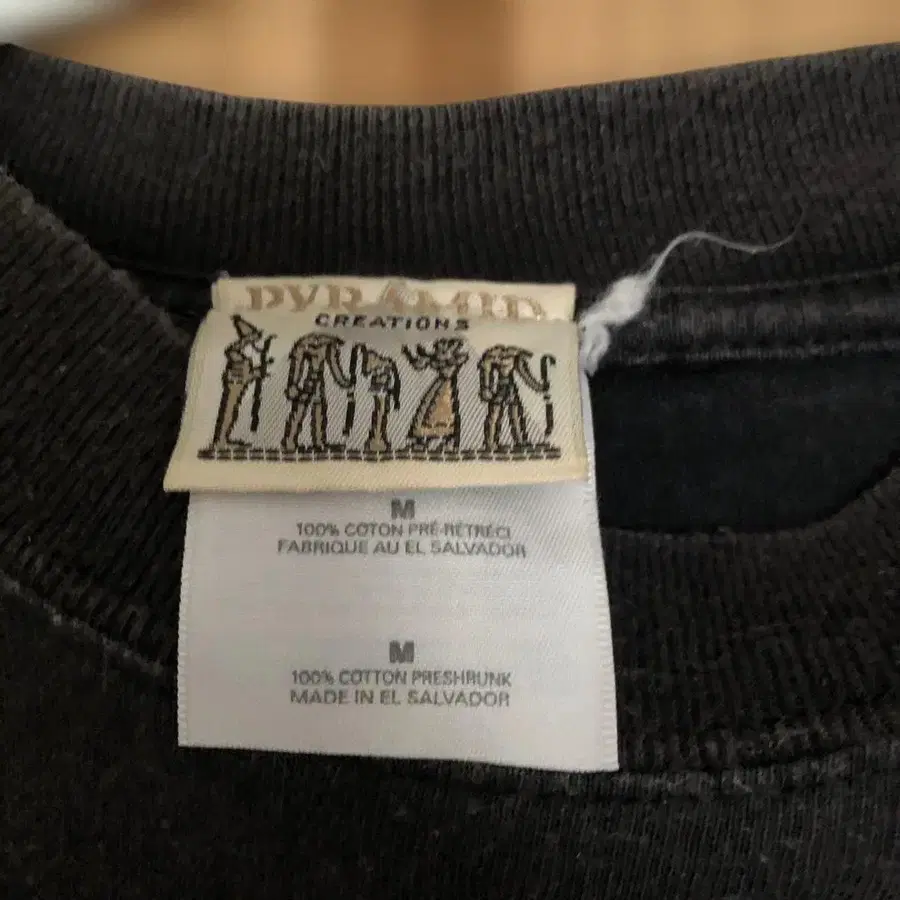 PYRAMID
CREATIONS
M
100% COTON PRÉ-RÉTRÉCI
FABRIQUE AU EL SALVADOR
M
100% COTTON PRESHRUNK
MADE IN EL SALVADOR